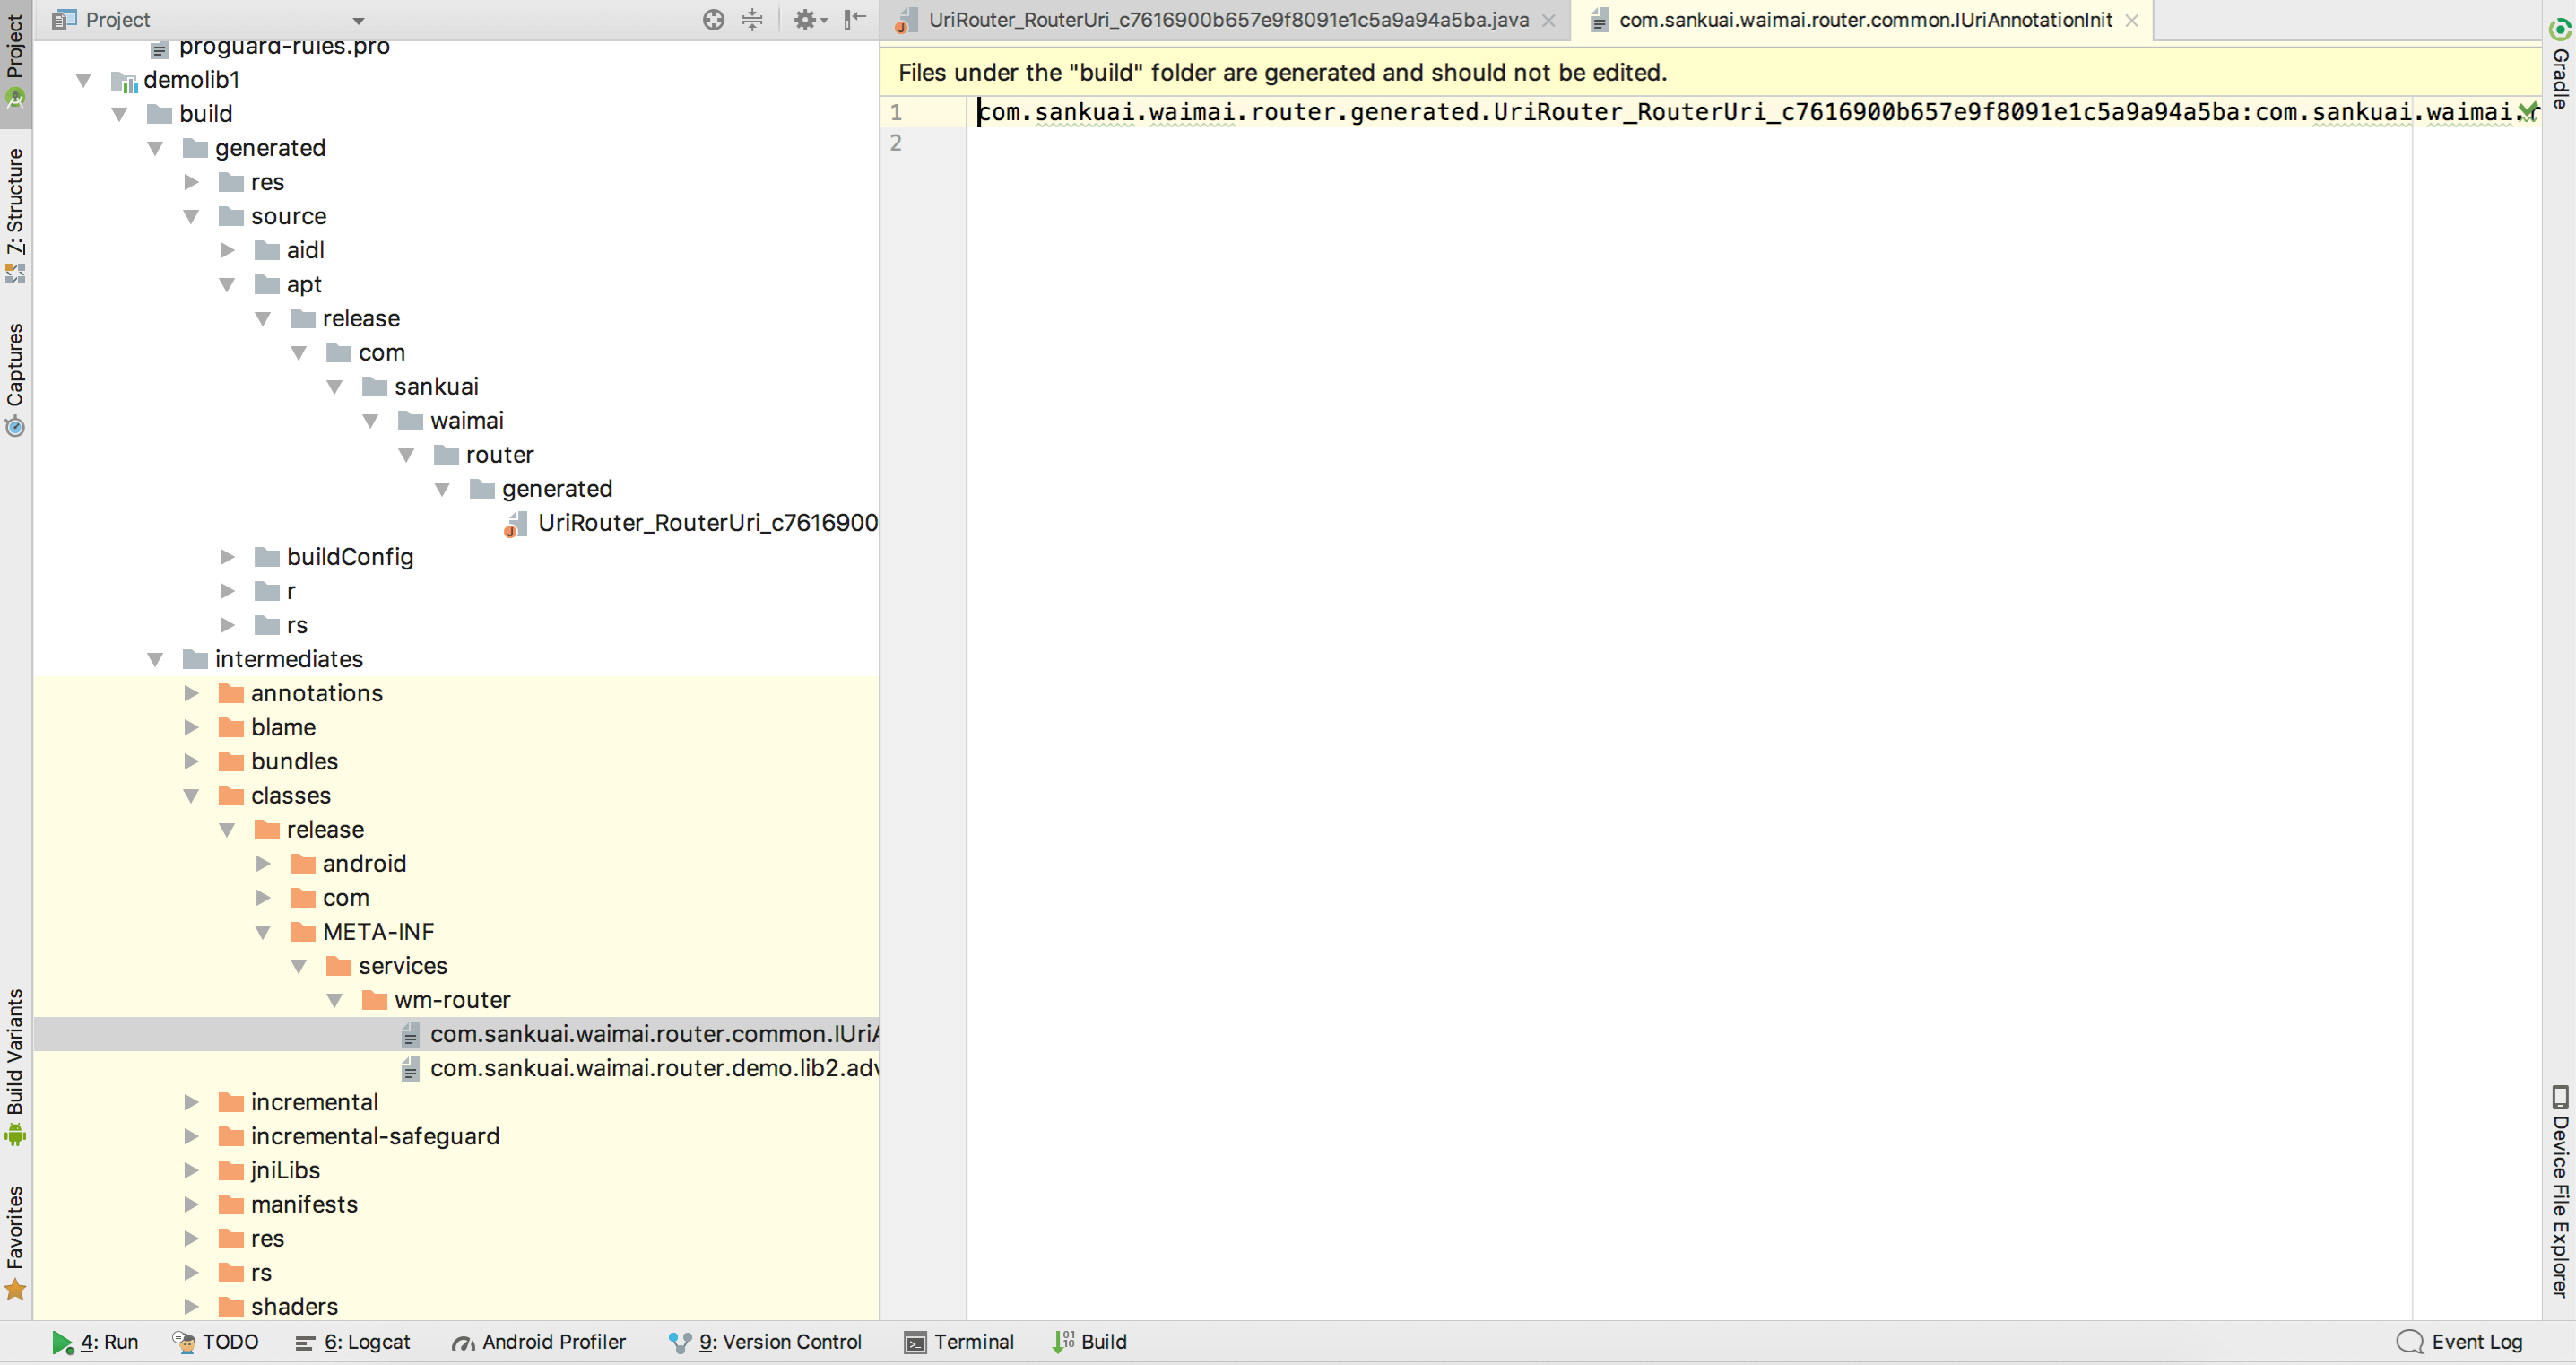 Project
proguard-rules.pro
demolib1
build
generated
res
source
aidl
apt
release
com
sankuai
waimai
router
generated
UriRouter_RouterUri_c7616900
buildConfig
r
rs
intermediates
annotations
blame
bundles
classes
release
android
com
META-INF
services
wm-router
com.sankuai.waimai.router.common.IUriA
com.sankuai.waimai.router.demo.lib2.adv
incremental
incremental-safeguard
jniLibs
manifests
res
rs
shaders
UriRouter_RouterUri_c7616900b657e9f8091e1c5a9a94a5ba.java
com.sankuai.waimai.router.common.IUriAnnotationInit
Files under the "build" folder are generated and should not be edited.
1 com.sankuai.waimai.router.generated.UriRouter_RouterUri_c7616900b657e9f8091e1c5a9a94a5ba:com.sankuai.waimai.
2
Project
Z: Structure
Captures
Build Variants
Favorites
Gradle
Device File Explorer
4: Run
TODO
6: Logcat
Android Profiler
9: Version Control
Terminal
Build
Event Log